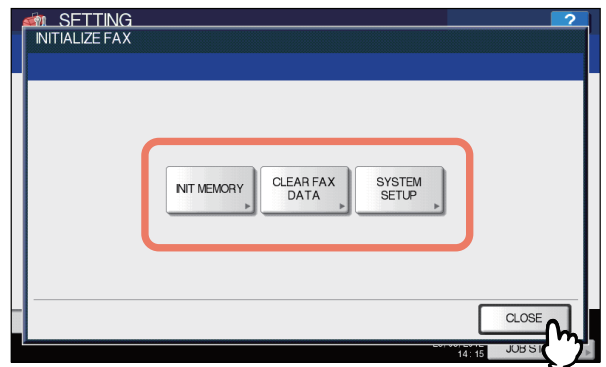 SETTING
?
INITIALIZE FAX
INIT MEMORY
CLEAR FAX
DATA
SYSTEM
SETUP
CLOSE
14:15